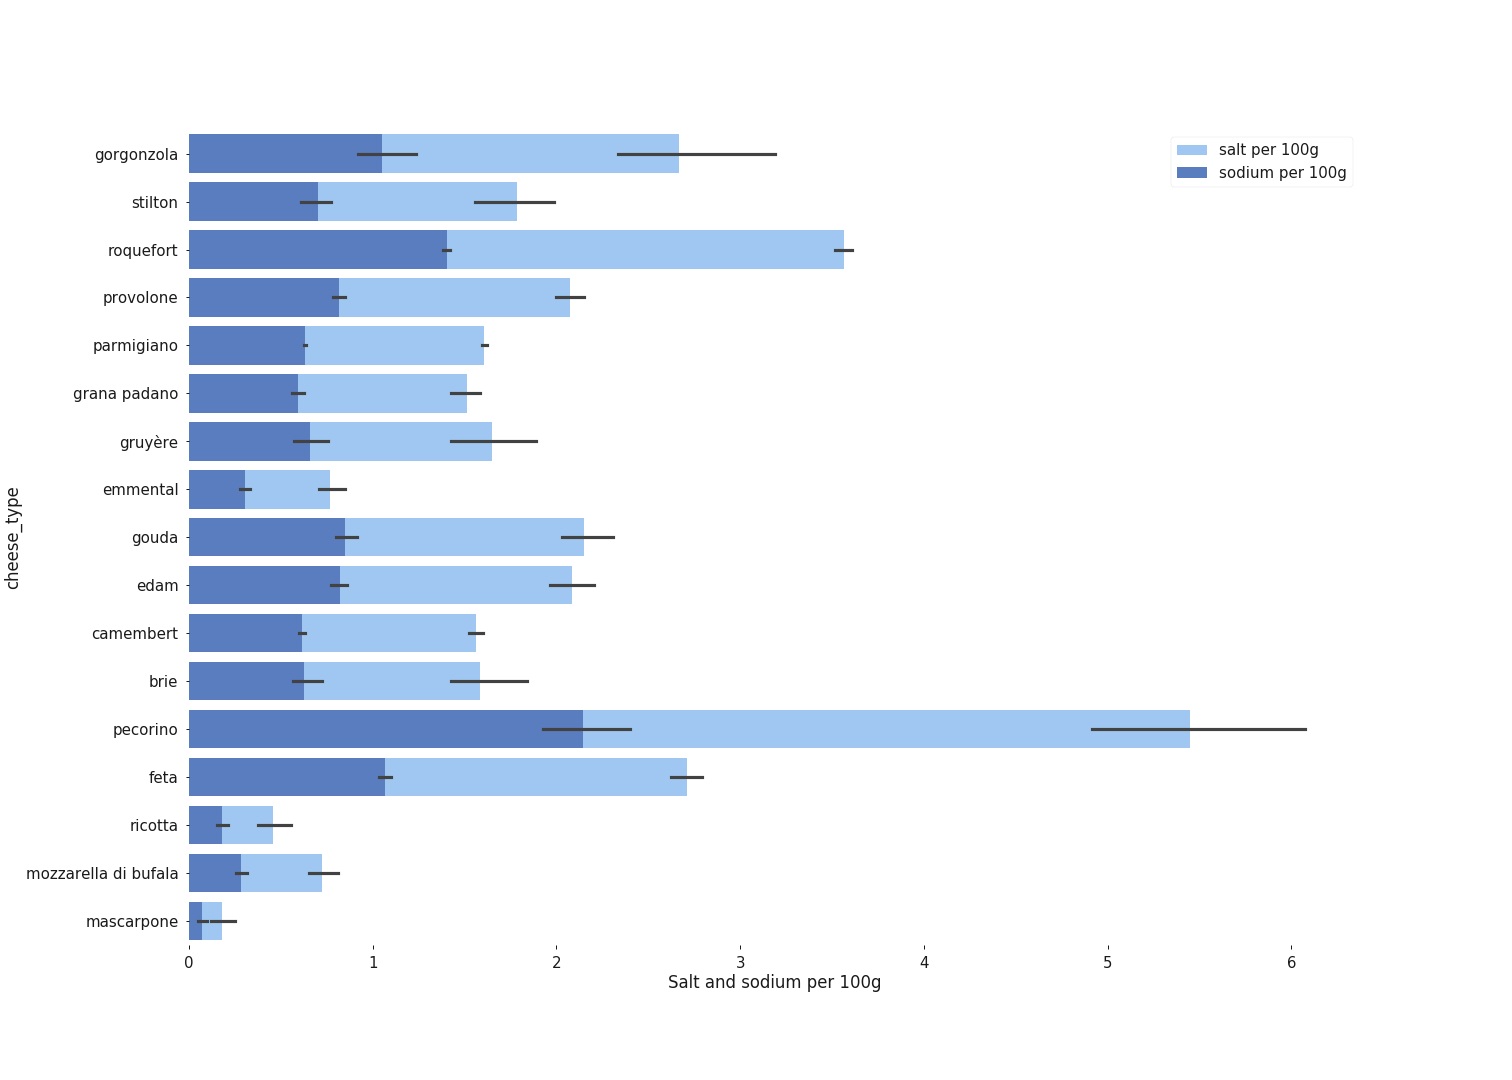 gorgonzola
stilton
roquefort
provolone
parmigiano
grana padano
gruyère
emmental
gouda
edam
camembert
brie
pecorino
feta
ricotta
mozzarella di bufala
mascarpone
cheese_type
0 1 2 3 4 5 6
Salt and sodium per 100g
salt per 100g
sodium per 100g